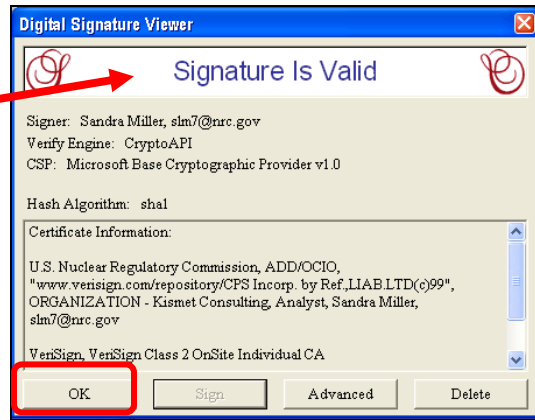 Digital Signature Viewer
Signature Is Valid
Signer: Sandra Miller, slm7@nrc.gov
Verify Engine: CryptoAPI
CSP: Microsoft Base Cryptographic Provider v1.0
Hash Algorithm: sha1
Certificate Information:
U.S. Nuclear Regulatory Commission, ADD/OCIO,
"www.verisign.com/repository/CPS Incorp. by Ref.,LIAB.LTD(c)99",
ORGANIZATION - Kismet Consulting, Analyst, Sandra Miller,
slm7@nrc.gov
VeriSign, VeriSign Class 2 OnSite Individual CA
OK Sign Advanced Delete